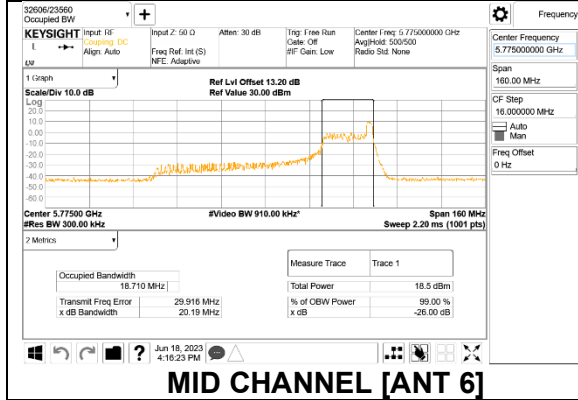 32606/23560
Occupied BW
Frequency
KEYSIGHT
Input: RF
Coupling: DC
Align: Auto
Input Z: 50 Ω
Freq Ref: Int (S)
NFE: Adaptive
Atten: 30 dB
Trig: Free Run
Gate: Off
#IF Gain: Low
Center Freq: 5.775000000 GHz
Avg|Hold: 500/500
Radio Std: None
Center Frequency
5.775000000 GHz
Span
160.00 MHz
CF Step
16.000000 MHz
Auto
Man
Freq Offset
0 Hz
1 Graph
Scale/Div 10.0 dB
Ref Lvl Offset 13.20 dB
Ref Value 30.00 dBm
Log
20.0
10.0
0.00
-10.0
-20.0
-30.0
-40.0
-50.0
-60.0
Center 5.77500 GHz
#Video BW 910.00 kHz*
Span 160 MHz
#Res BW 300.00 kHz
Sweep 2.20 ms (1001 pts)
2 Metrics
Measure Trace Trace 1
Occupied Bandwidth
18.710 MHz
Total Power 18.5 dBm
Transmit Freq Error 29.916 MHz
% of OBW Power 99.00 %
x dB Bandwidth 20.19 MHz
x dB -26.00 dB
?
Jun 18, 2023
4:16:23 PM
MID CHANNEL [ANT 6]